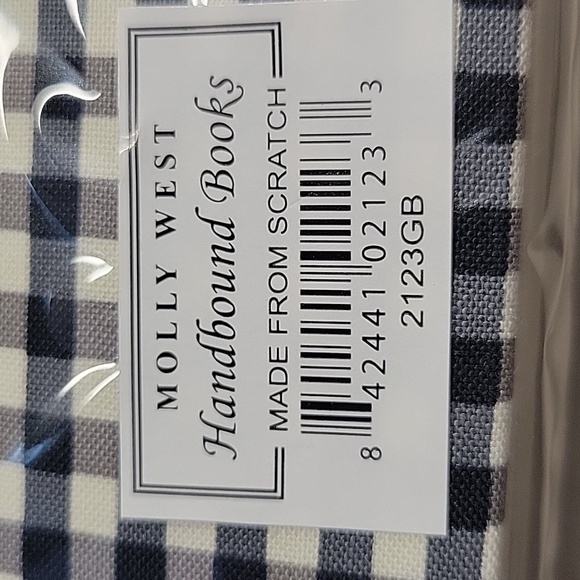 MOLLY WEST
Handbound Books
MADE FROM SCRATCH
8 42441 02123 3
2123GB